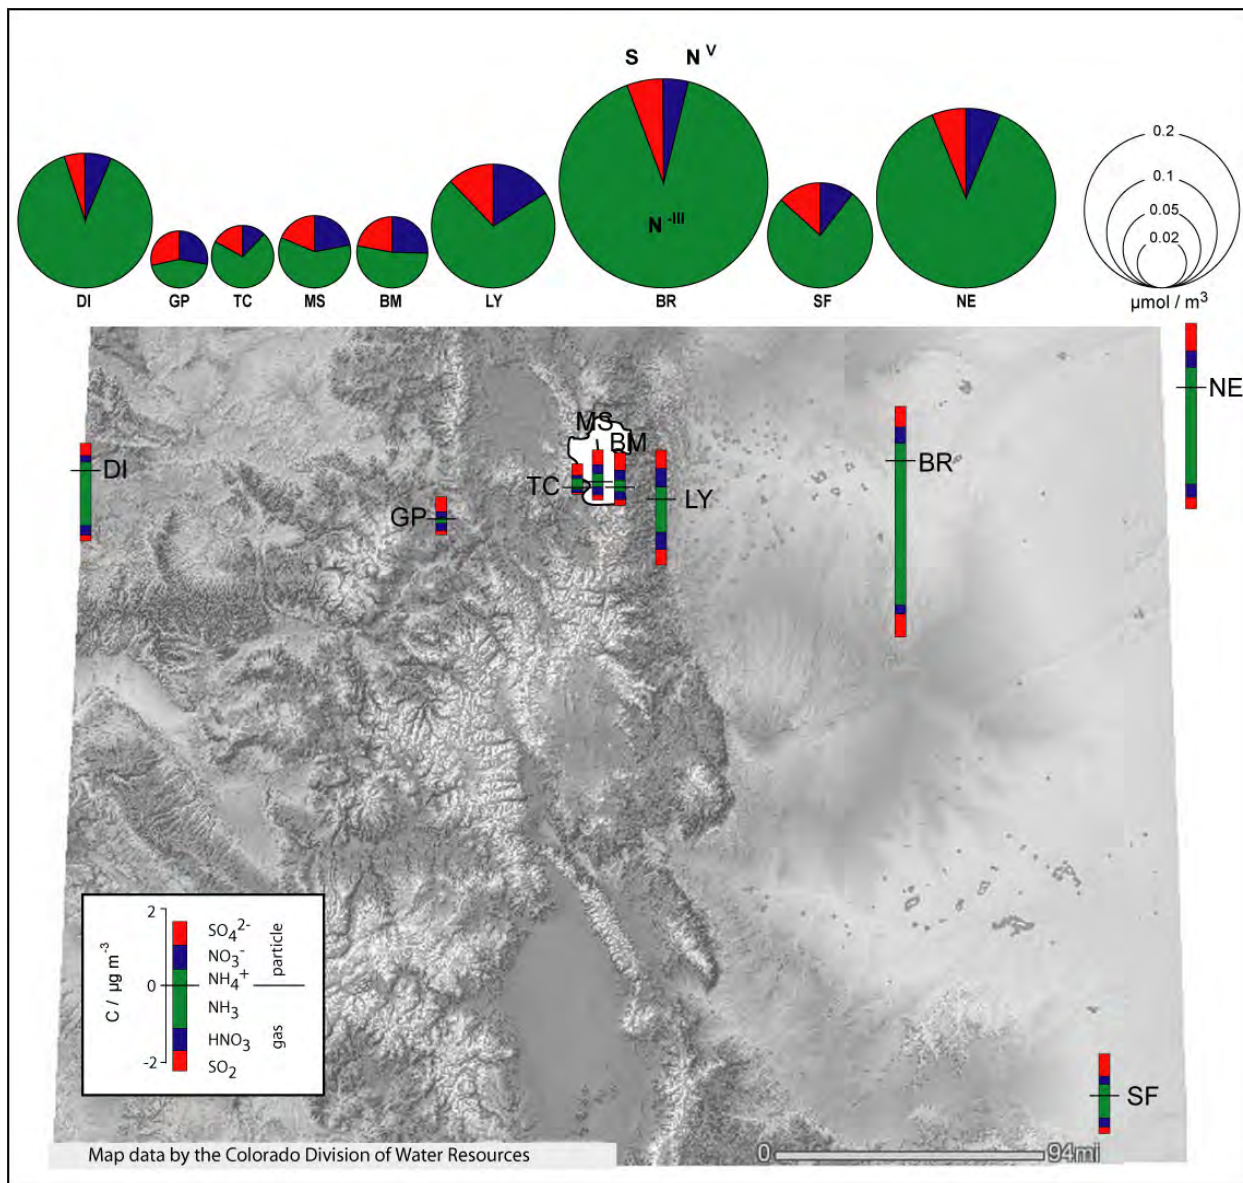 S N V
0.2
0.1
0.05
0.02
N -III
DI GP TC MS BM LY BR SF NE
µmol / m3
NE
MS
BM
DI
BR
TC
LY
GP
2
SO4 2-
NO3 -
particle
NH4 +
0
C / µg m-3
NH3
HNO3
gas
-2
SO2
SF
Map data by the Colorado Division of Water Resources
0 94mi